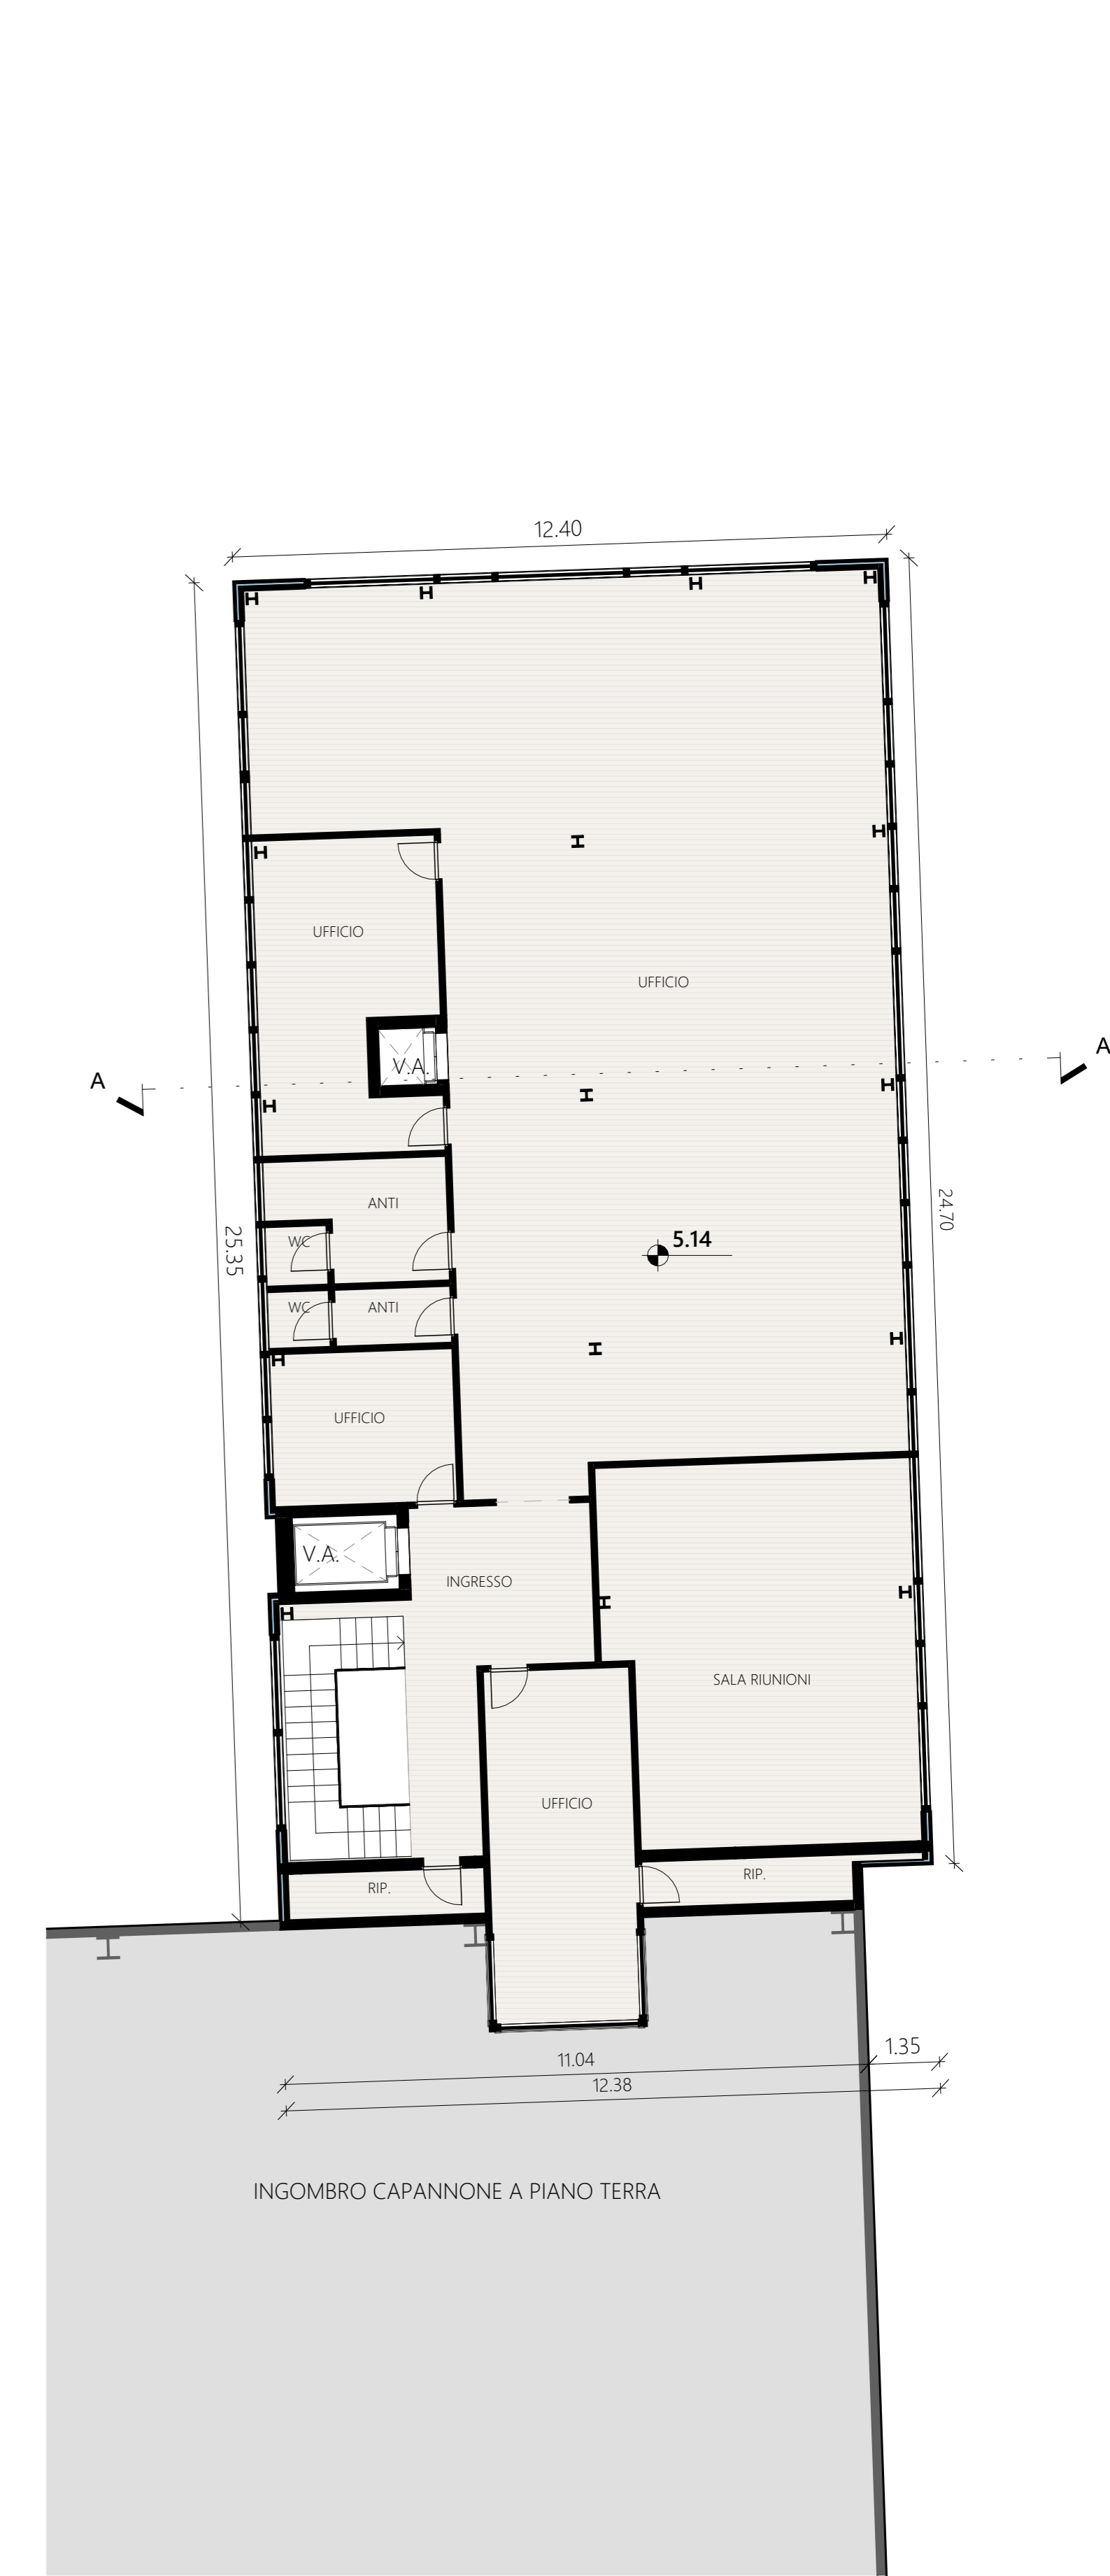 12.40
UFFICIO
UFFICIO
V.A.
A
A
ANTI
WC
5.14
24.70
25.35
WC
ANTI
UFFICIO
V.A.
INGRESSO
SALA RIUNIONI
UFFICIO
RIP.
RIP.
1.35
11.04
12.38
INGOMBRO CAPANNONE A PIANO TERRA